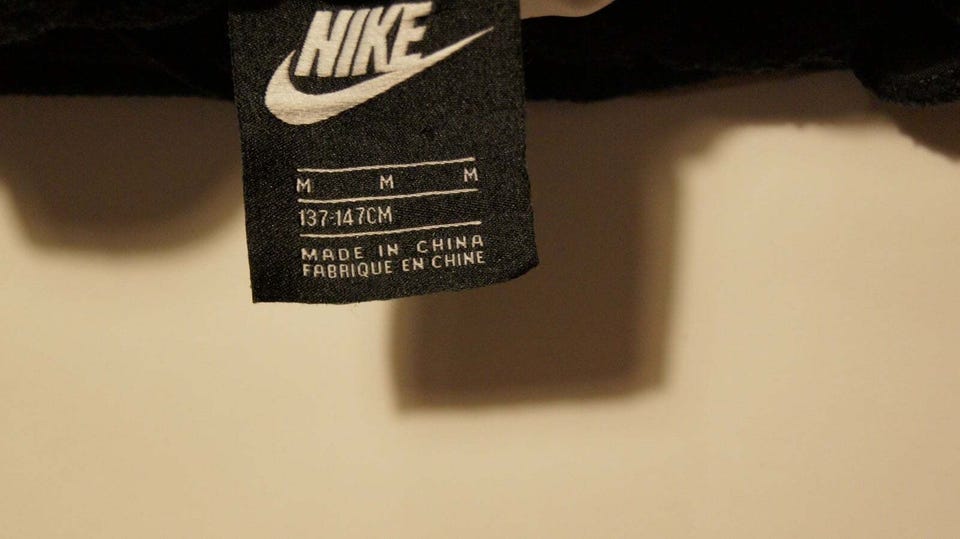 NIKE
M M M
137-147CM
MADE IN CHINA
FABRIQUE EN CHINE